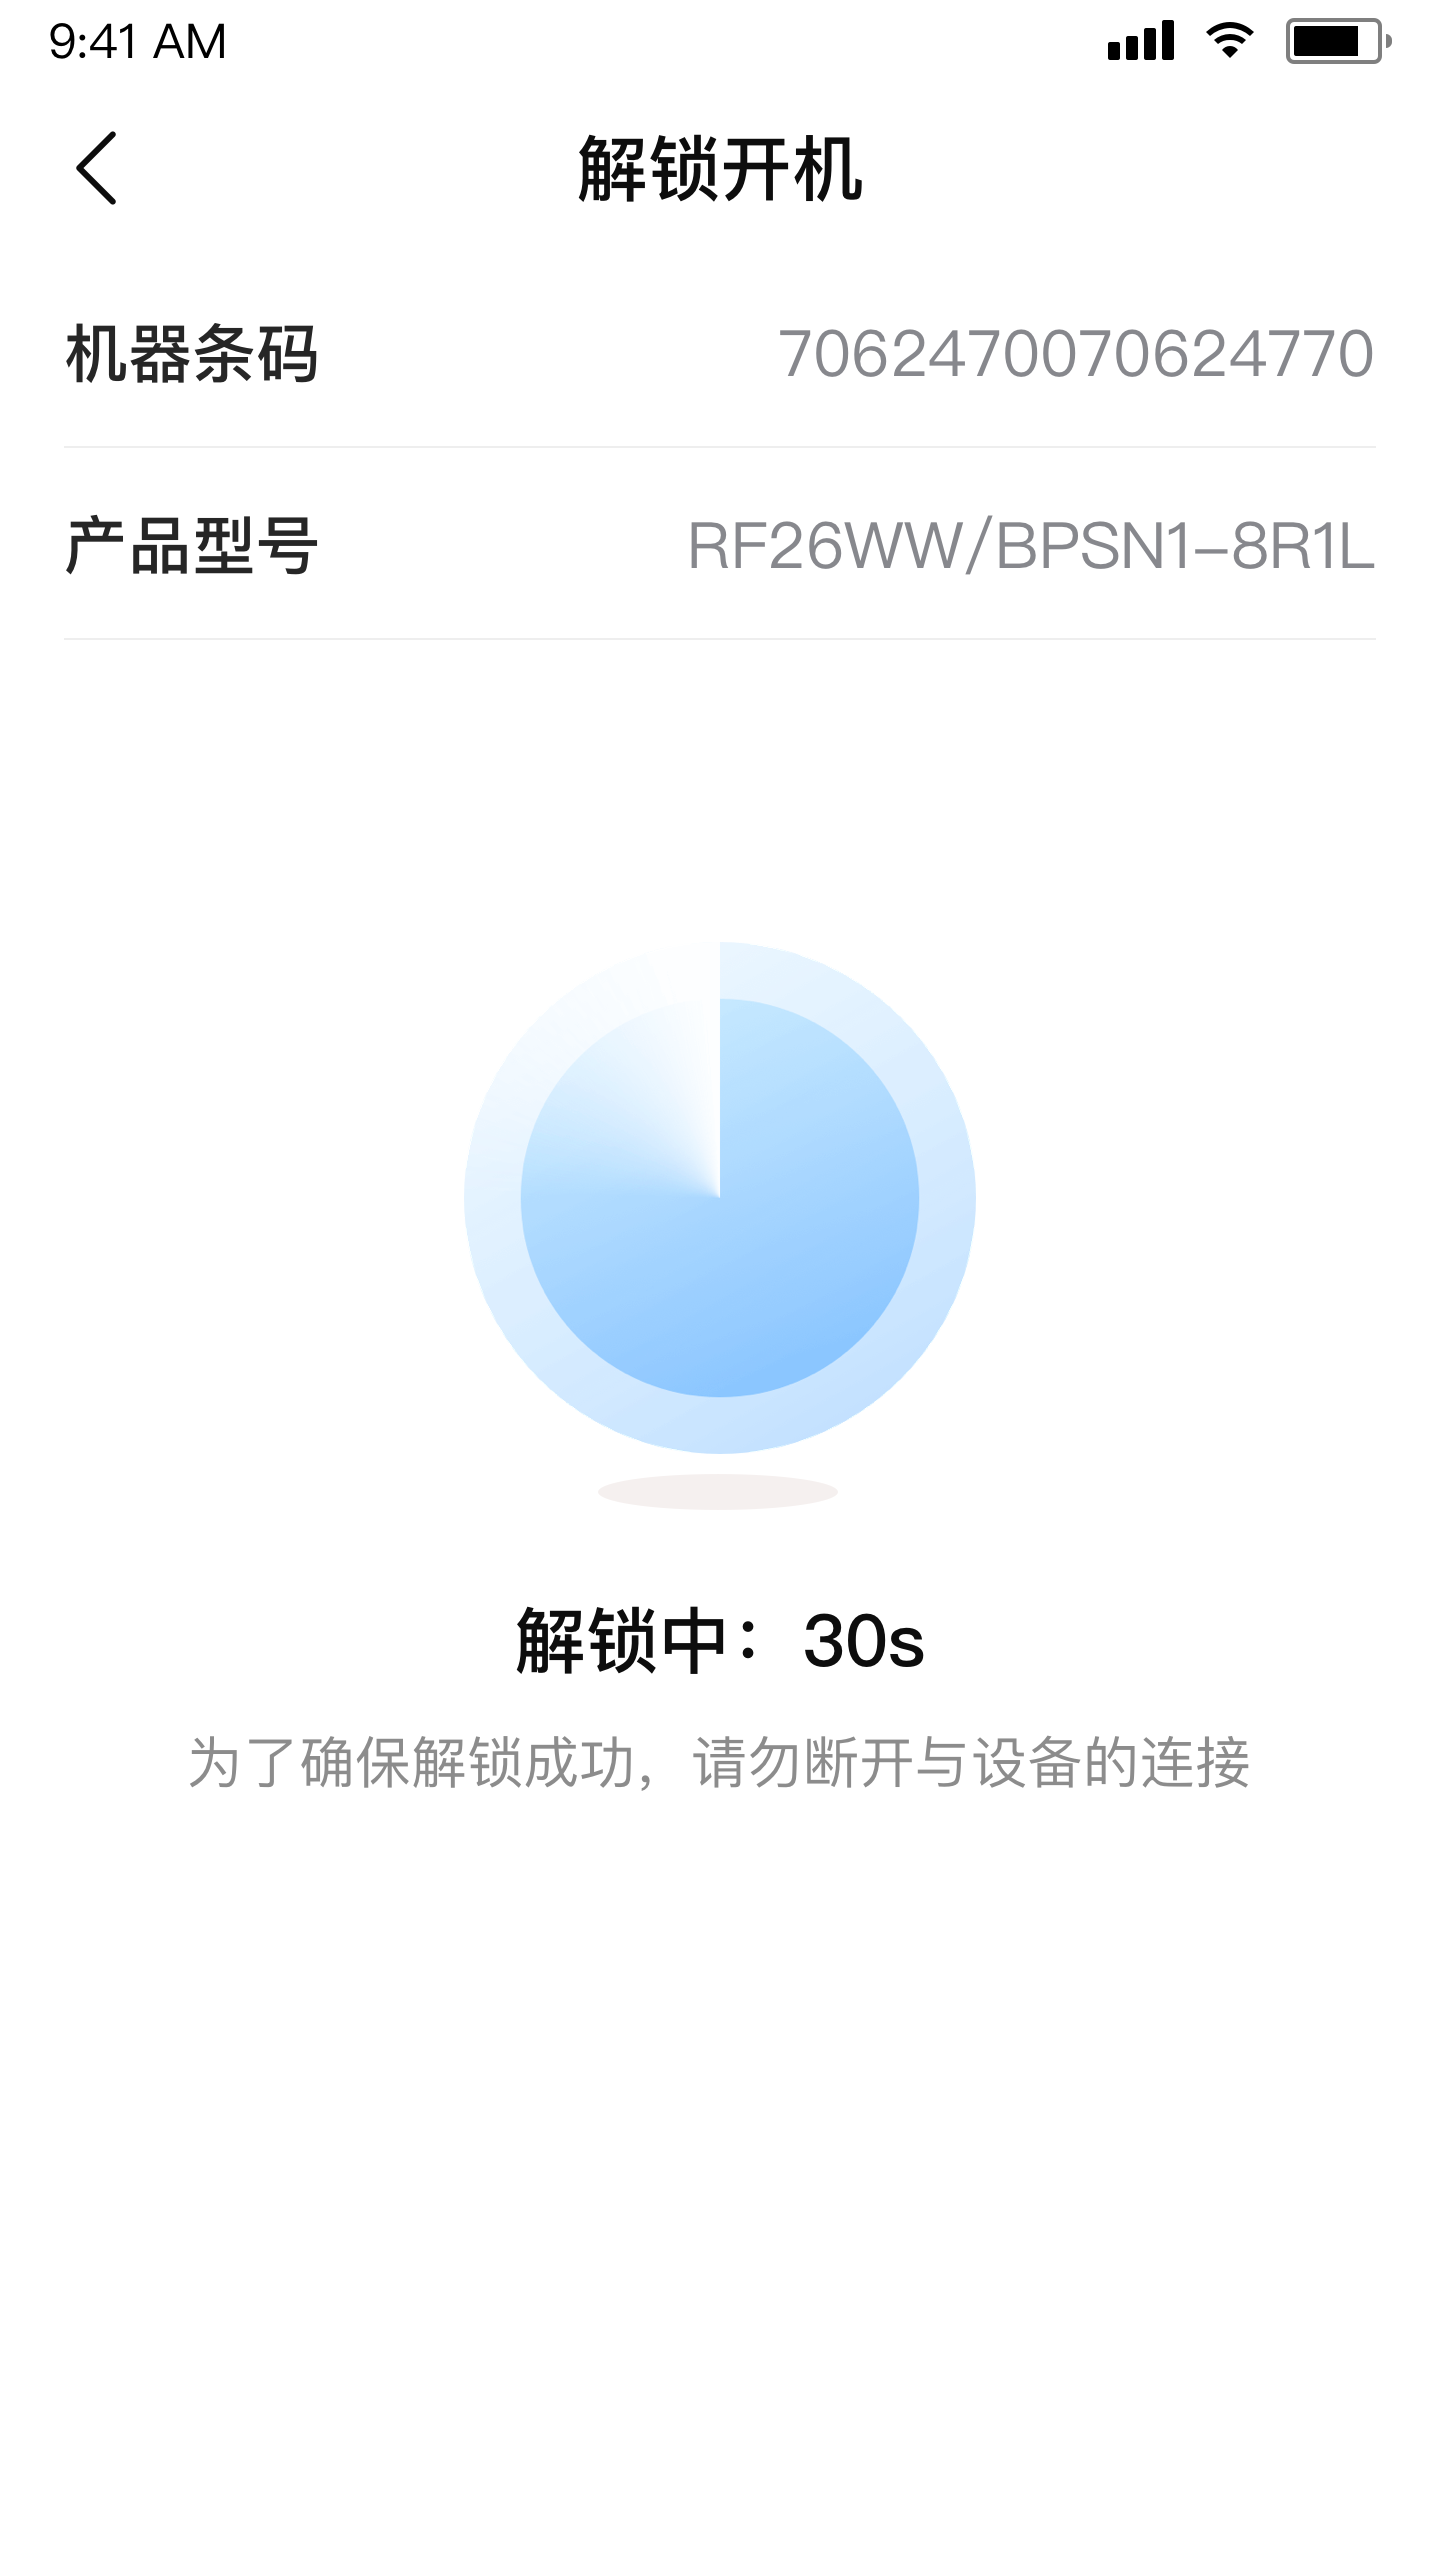 9:41 AM
解锁开机
机器条码 7062470070624770
产品型号 RF26WW/BPSN1-8R1L
解锁中：30s
为了确保解锁成功，请勿断开与设备的连接